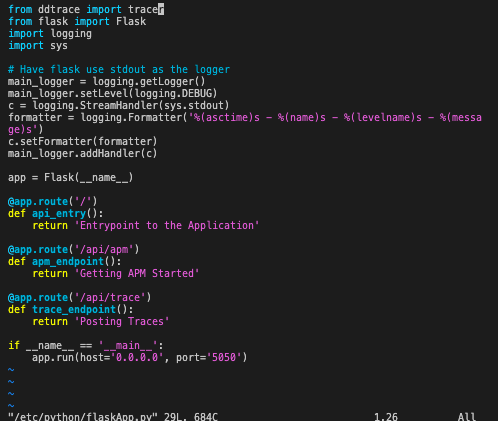 from ddtrace import tracer
from flask import Flask
import logging
import sys

# Have flask use stdout as the logger
main_logger = logging.getLogger()
main_logger.setLevel(logging.DEBUG)
c = logging.StreamHandler(sys.stdout)
formatter = logging.Formatter('%(asctime)s - %(name)s - %(levelname)s - %(messa
ge)s')
c.setFormatter(formatter)
main_logger.addHandler(c)

app = Flask(__name__)

@app.route('/')
def api_entry():
    return 'Entrypoint to the Application'

@app.route('/api/apm')
def apm_endpoint():
    return 'Getting APM Started'

@app.route('/api/trace')
def trace_endpoint():
    return 'Posting Traces'

if __name__ == '__main__':
    app.run(host='0.0.0.0', port='5050')
~
~
~
~
"/etc/python/flaskApp.py" 29L, 684C 1,26 All